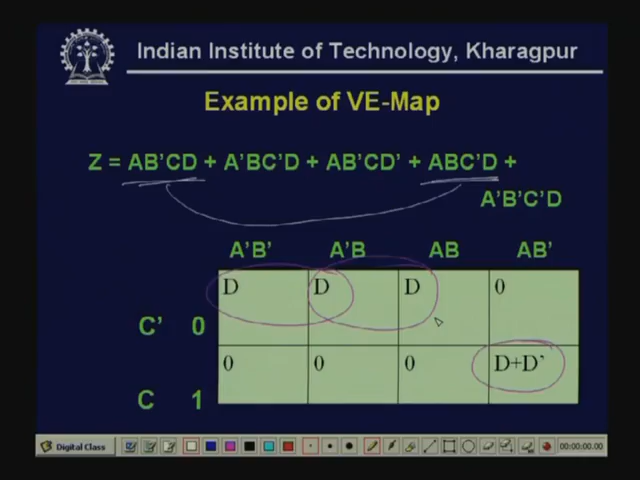 Indian Institute of Technology, Kharagpur
Example of VE-Map
Z = AB'CD + A'BC'D + AB'CD' + ABC'D +
A'B'C'D
A'B' A'B AB AB'
C' 0 D D D 0
C 1 0 0 0 D+D'
Digital Class 00:00:00.00